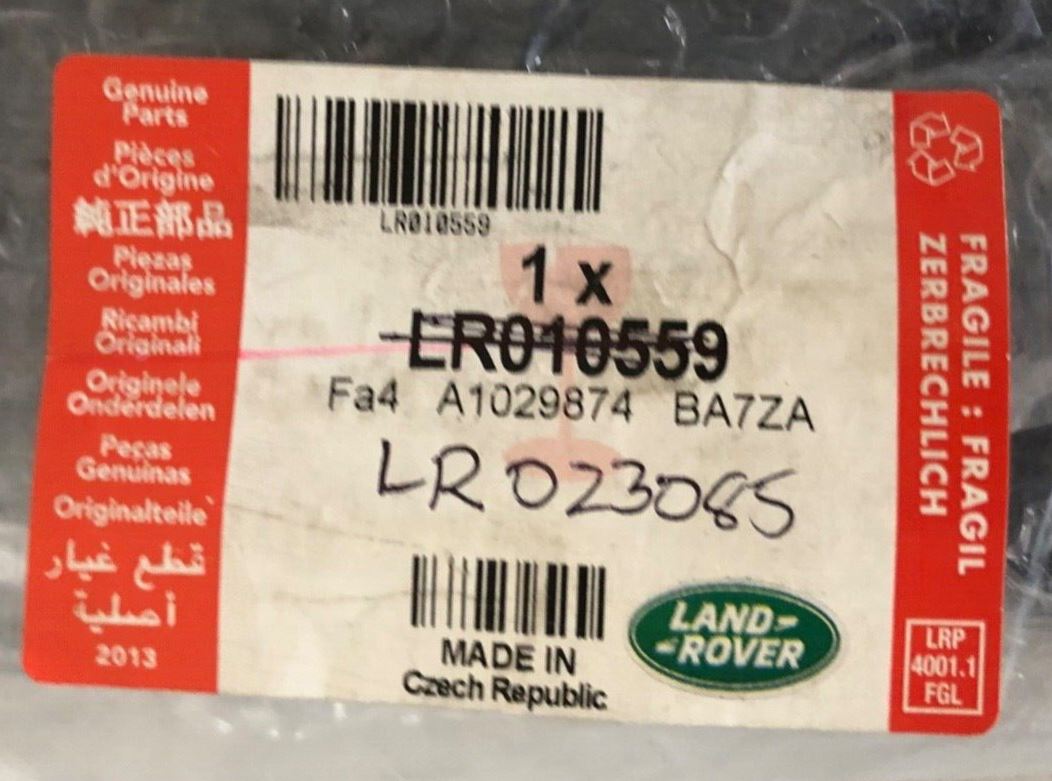 Genuine
Parts
Pièces
d'Origine
純正部品
Piezas
Originales
Ricambi
Originali
Originele
Onderdelen
Peças
Genuínas
Originalteile
قطع غيار
أصلية
2013
LR010559
1 x
LR010559
Fa4 A1029874 BA7ZA
LR023085
MADE IN
Czech Republic
LAND-
-ROVER
FRAGILE : FRAGIL
ZERBRECHLICH
LRP
4001.1
FGL